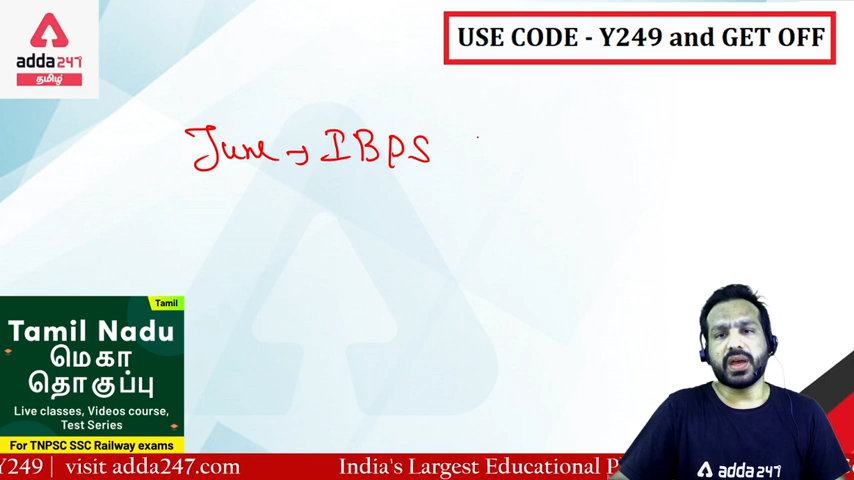 adda247
தமிழ்
USE CODE - Y249 and GET OFF
June → IBPS
Tamil
Tamil Nadu
மெகா
தொகுப்பு
Live classes, Videos course,
Test Series
For TNPSC SSC Railway exams
adda247
Y249 | visit adda247.com India's Largest Educational P